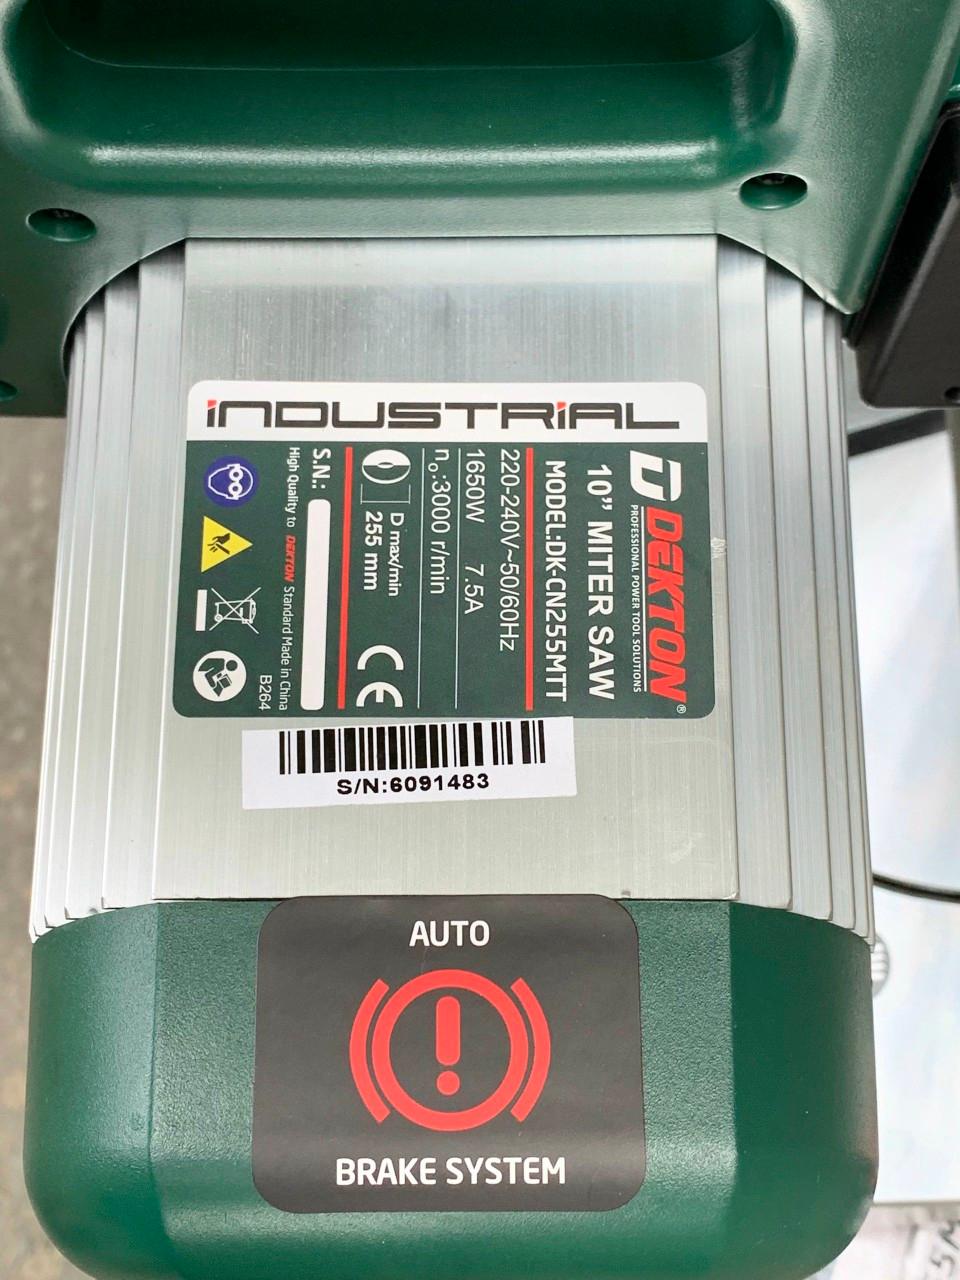 INDUSTRIAL
DEKTON®
PROFESSIONAL POWER TOOL SOLUTIONS
10” MITER SAW
MODEL:DK-CN255MTT
220-240V~50/60Hz
1650W 7.5A
n₀:3000 r/min
D max/min
255 mm
CE
S.N.:
High Quality to DEKTON Standard Made in China
B264
S/N:6091483
AUTO
BRAKE SYSTEM